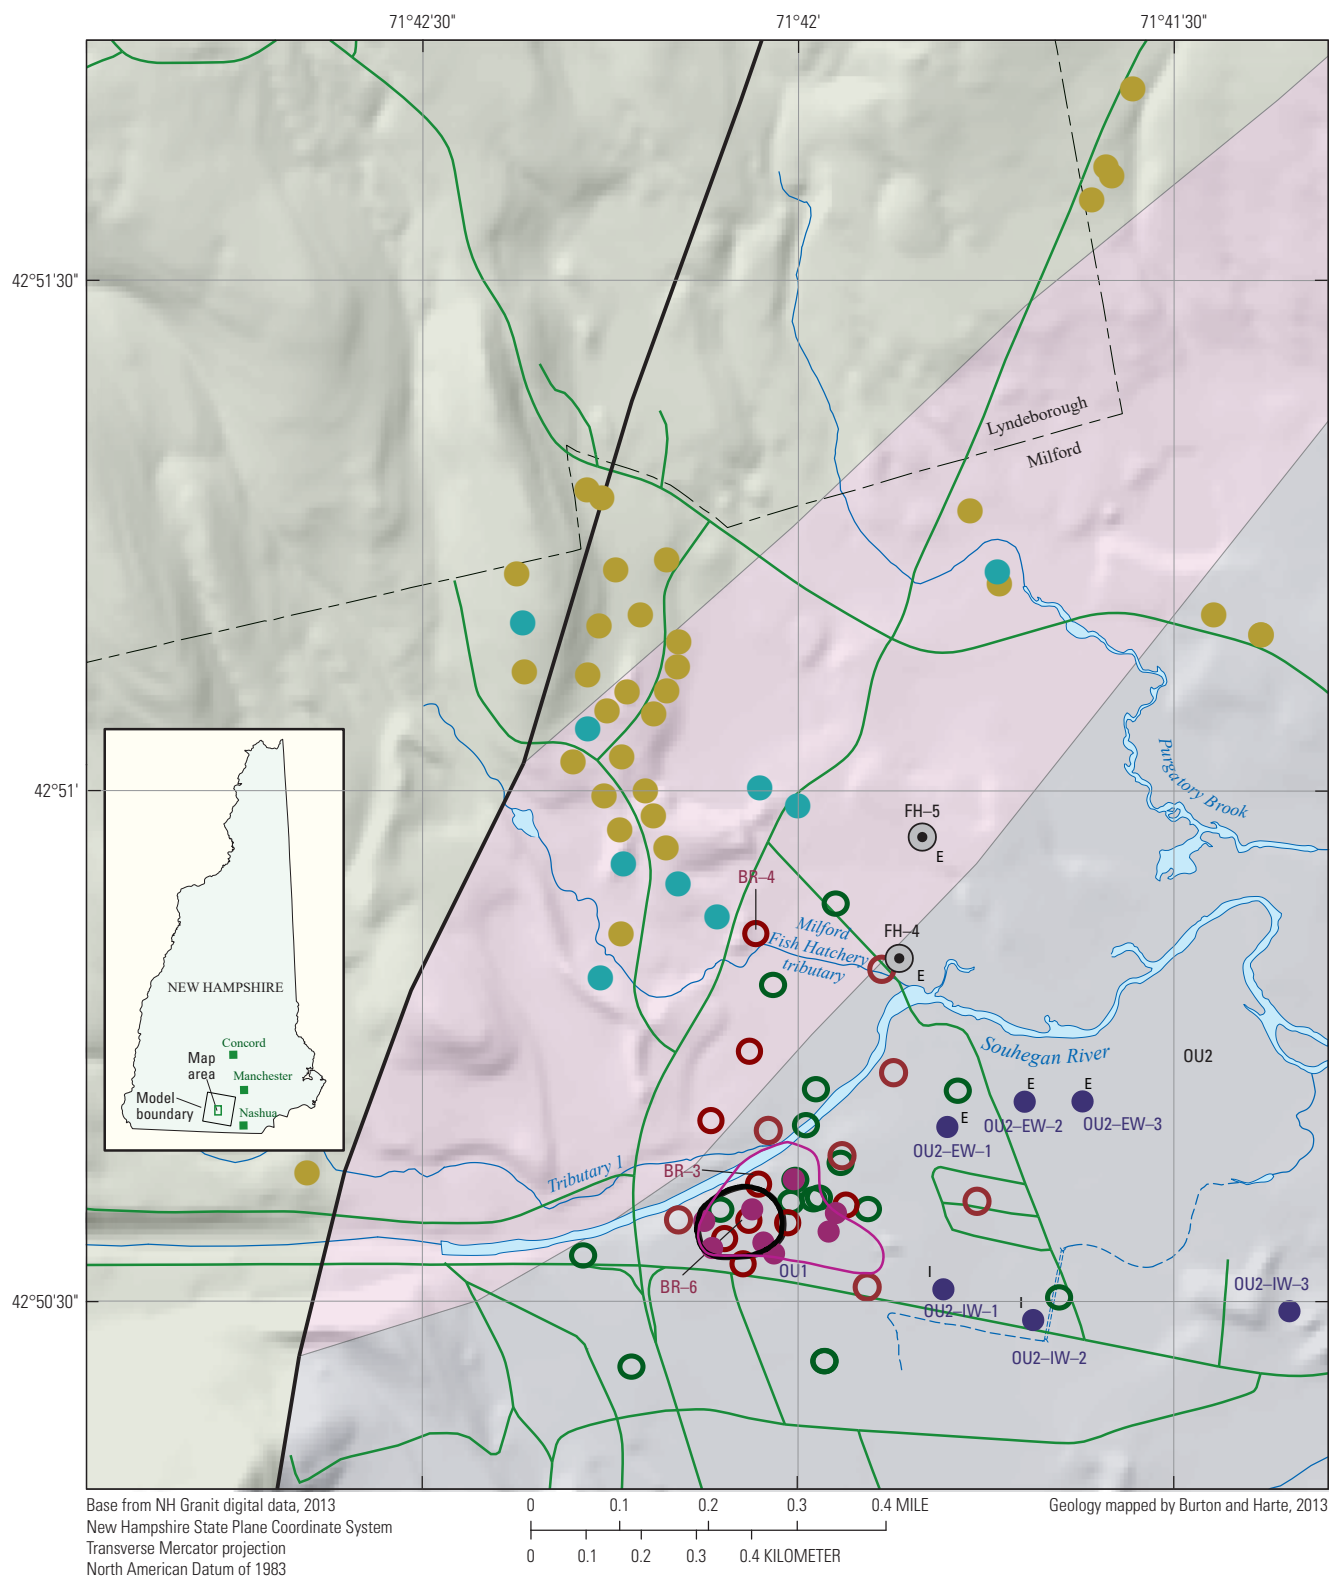 71°42'30"
71°42'
71°41'30"
42°51'30"
Lyndeborough
Milford
42°51'
Purgatory Brook
FH–5
E
BR–4
Milford
Fish Hatchery
tributary
FH–4
E
NEW HAMPSHIRE
Concord
Map
area
Manchester
Model
boundary
Nashua
Souhegan River
OU2
E
E
OU2–EW–2
OU2–EW–3
E
OU2–EW–1
Tributary 1
BR–3
OU1
BR–6
I
OU2–IW–1
I
OU2–IW–2
OU2–IW–3
42°50'30"
Base from NH Granit digital data, 2013
New Hampshire State Plane Coordinate System
Transverse Mercator projection
North American Datum of 1983
0 0.1 0.2 0.3 0.4 MILE
0 0.1 0.2 0.3 0.4 KILOMETER
Geology mapped by Burton and Harte, 2013